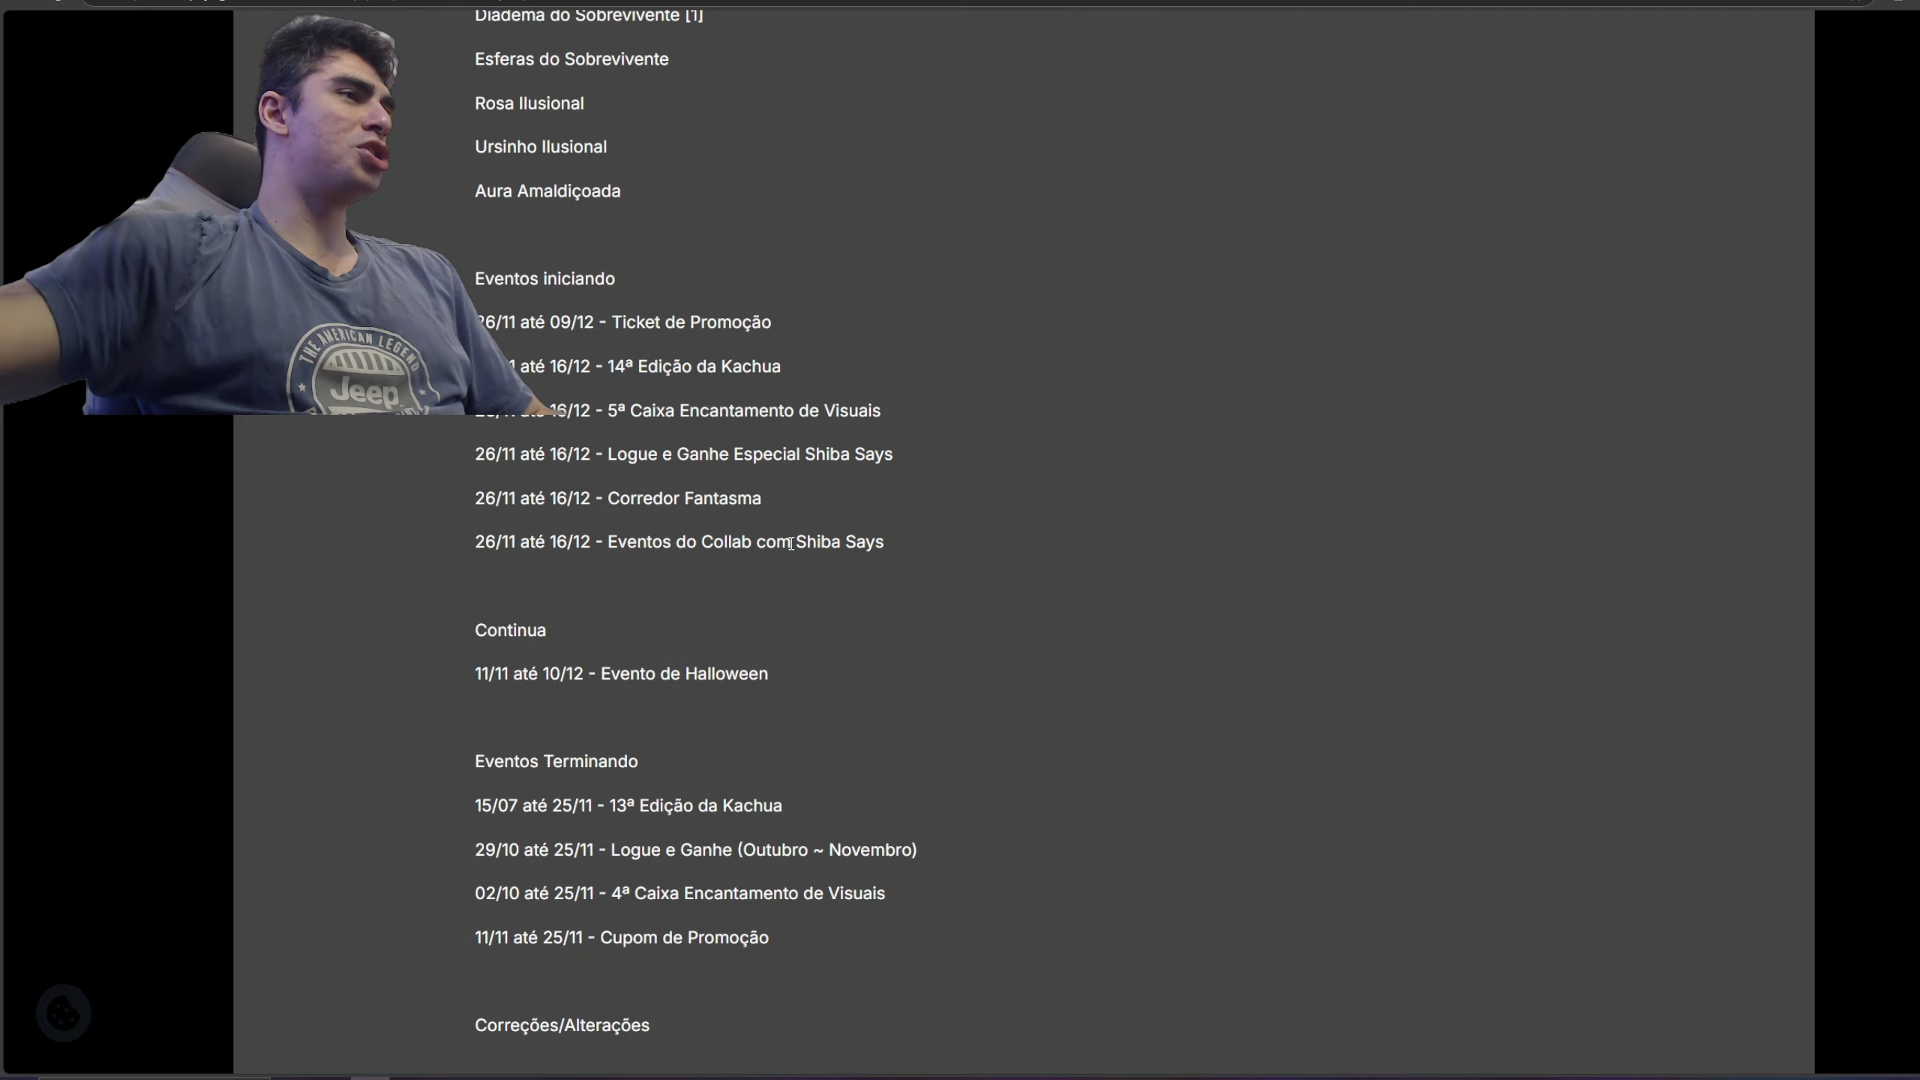 Diadema do Sobrevivente [1]
Esferas do Sobrevivente
Rosa Ilusional
Ursinho Ilusional
Aura Amaldiçoada
Eventos iniciando
26/11 até 09/12 - Ticket de Promoção
até 16/12 - 14ª Edição da Kachua
16/12 - 5ª Caixa Encantamento de Visuais
26/11 até 16/12 - Logue e Ganhe Especial Shiba Says
26/11 até 16/12 - Corredor Fantasma
26/11 até 16/12 - Eventos do Collab com Shiba Says
Continua
11/11 até 10/12 - Evento de Halloween
Eventos Terminando
15/07 até 25/11 - 13ª Edição da Kachua
29/10 até 25/11 - Logue e Ganhe (Outubro ~ Novembro)
02/10 até 25/11 - 4ª Caixa Encantamento de Visuais
11/11 até 25/11 - Cupom de Promoção
Correções/Alterações
THE AMERICAN LEGEND
Jeep